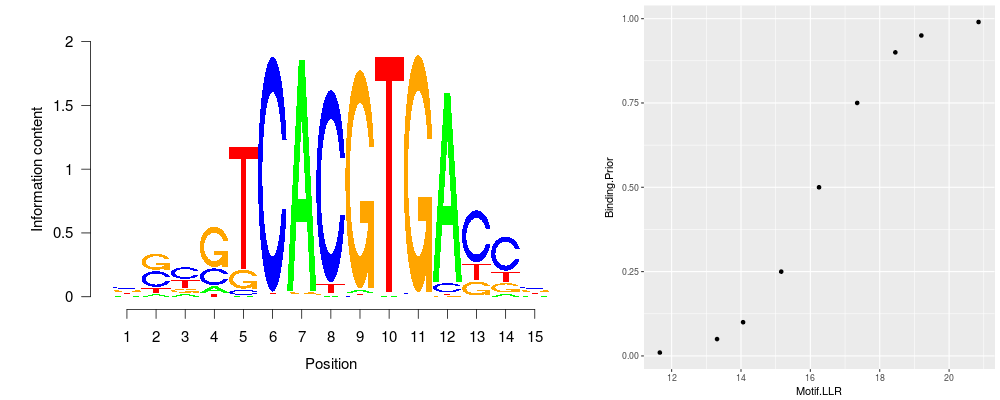 Information content
2
1.5
1
0.5
0
GCGTCACGTGACC
1 2 3 4 5 6 7 8 9 10 11 12 13 14 15
Position
Binding.Prior
1.00
0.75
0.50
0.25
0.00
12 14 16 18 20
Motif.LLR